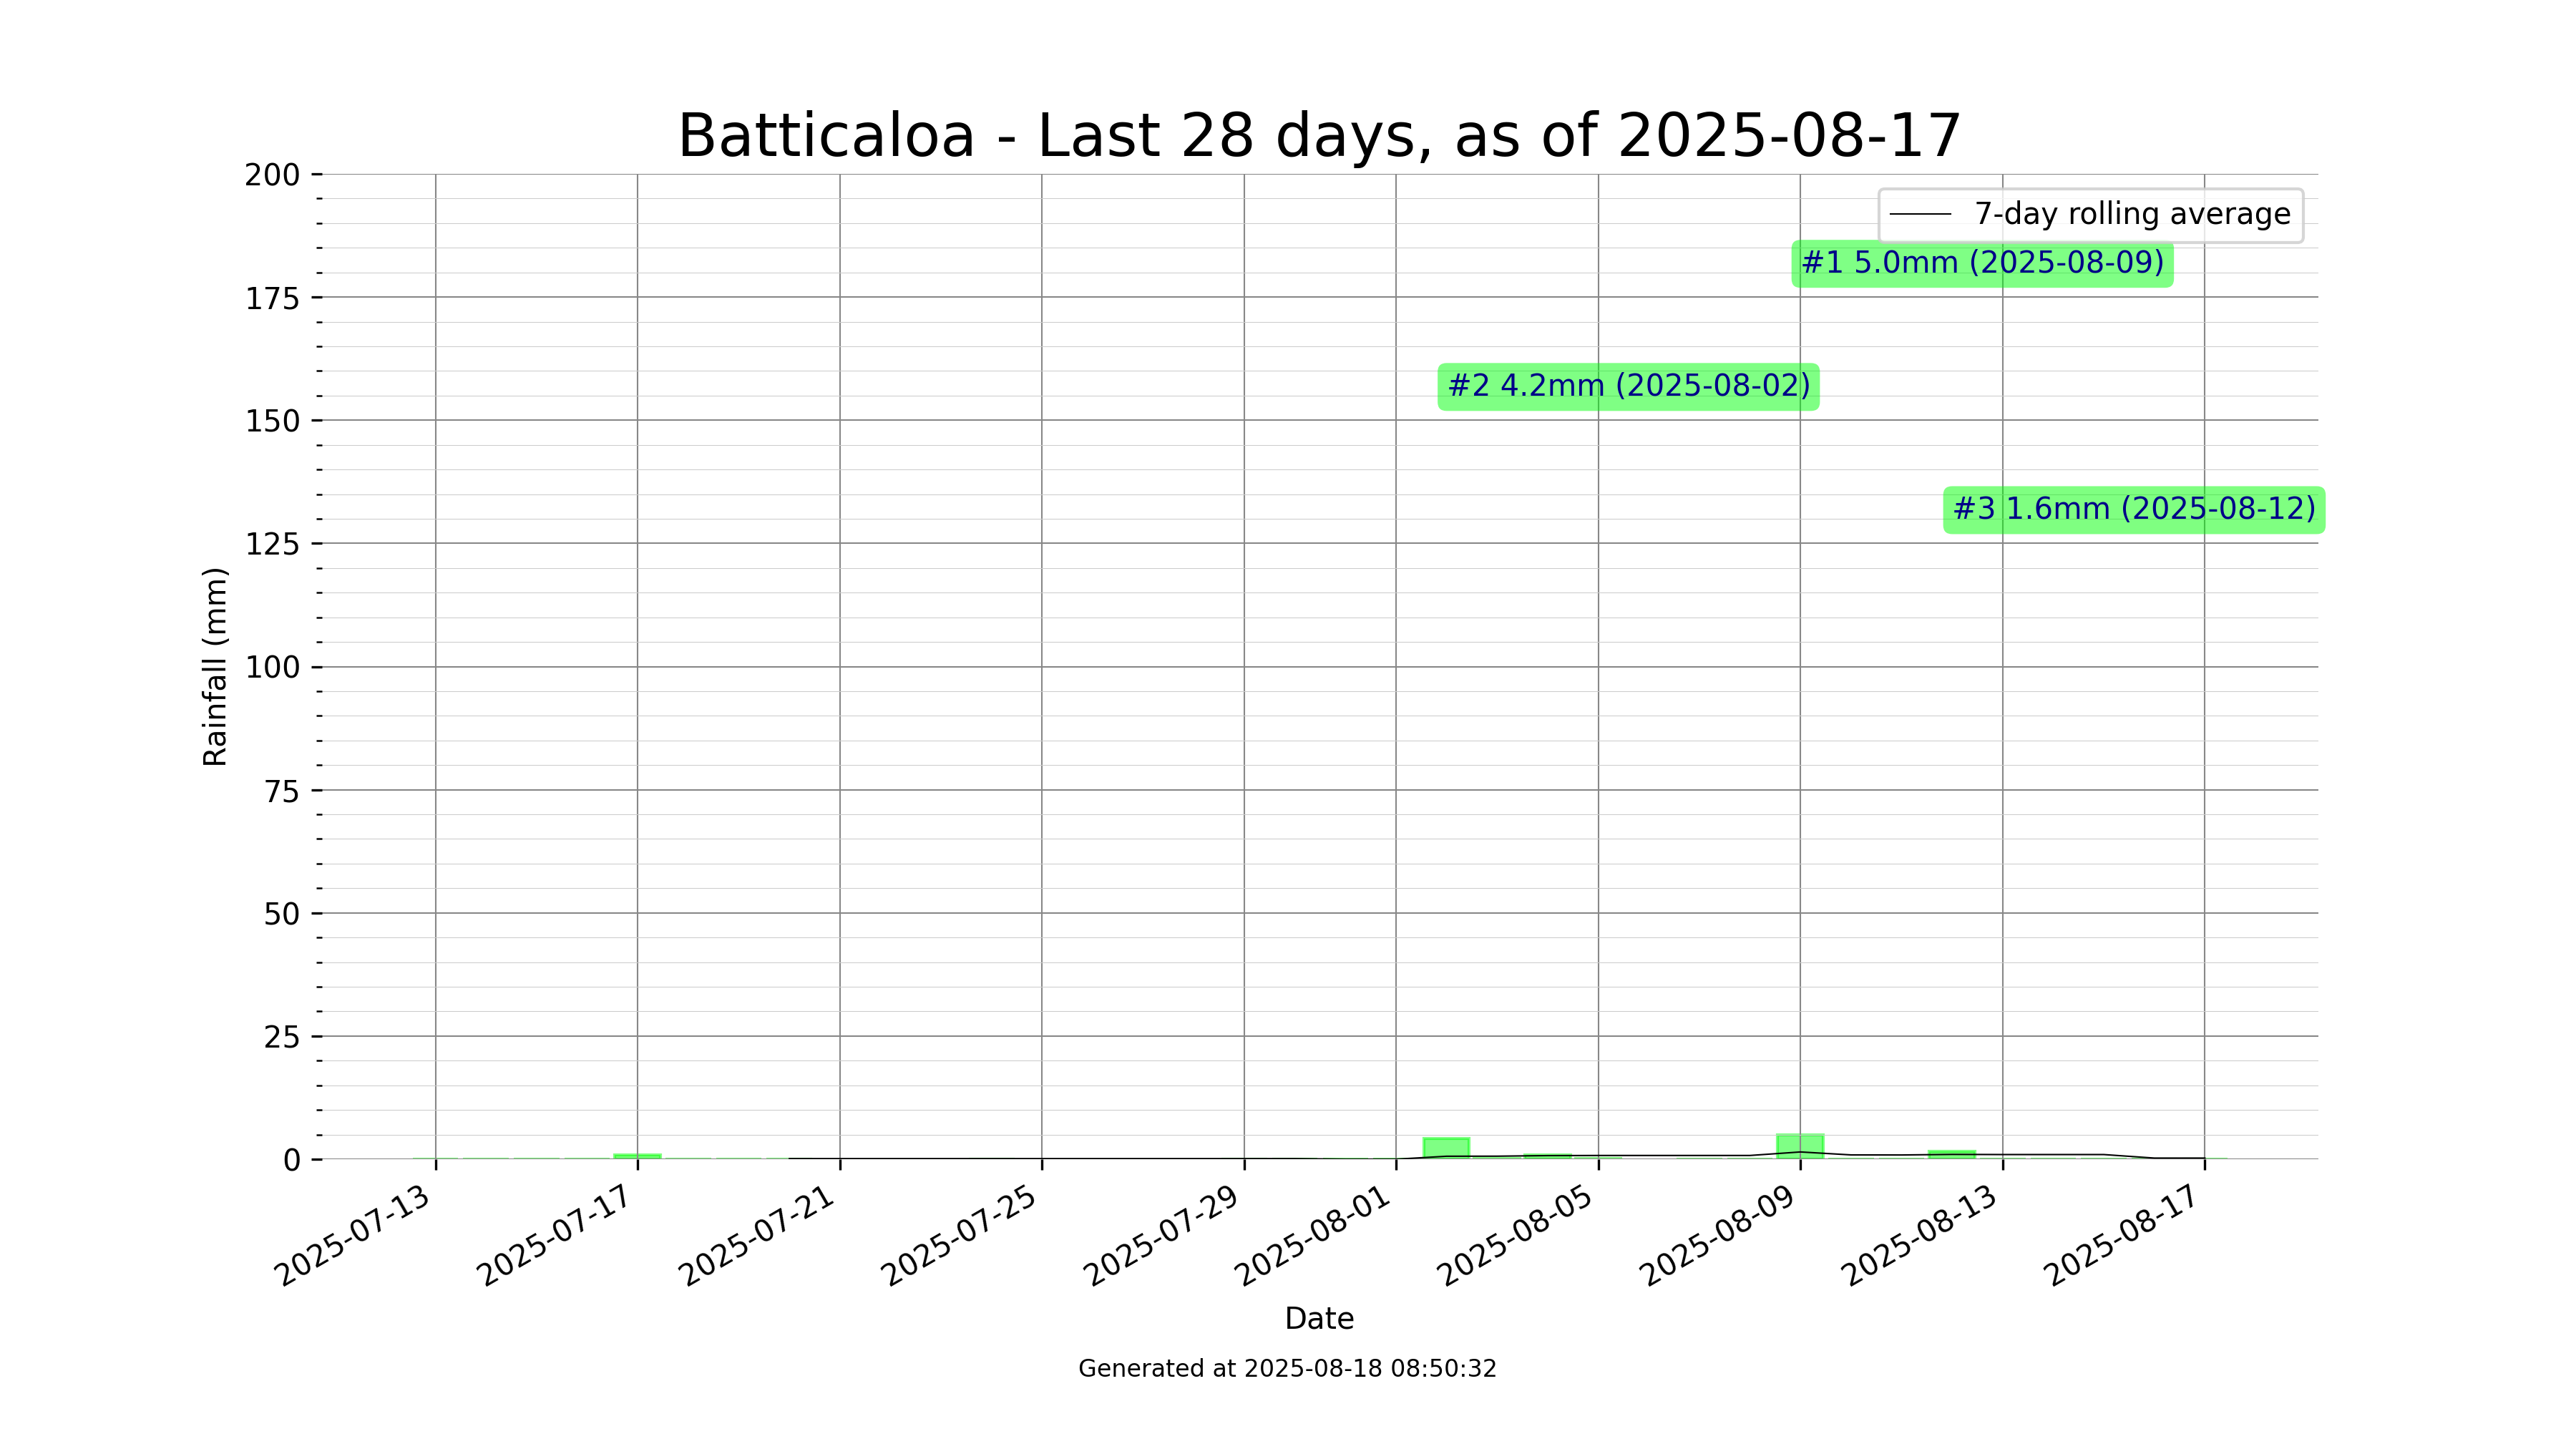 Batticaloa - Last 28 days, as of 2025-08-17
200
175
150
125
100
75
50
25
0
Rainfall (mm)
7-day rolling average
#1 5.0mm (2025-08-09)
#2 4.2mm (2025-08-02)
#3 1.6mm (2025-08-12)
2025-07-13
2025-07-17
2025-07-21
2025-07-25
2025-07-29
2025-08-01
2025-08-05
2025-08-09
2025-08-13
2025-08-17
Date
Generated at 2025-08-18 08:50:32